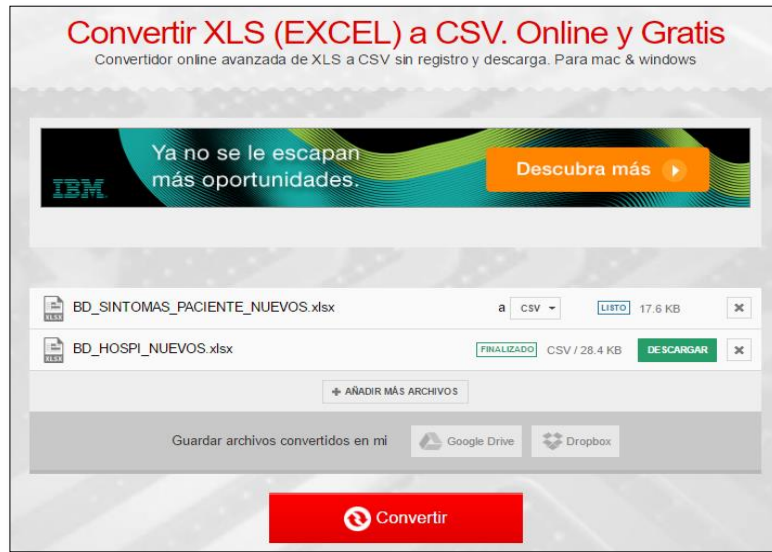 Convertir XLS (EXCEL) a CSV. Online y Gratis
Convertidor online avanzada de XLS a CSV sin registro y descarga. Para mac & windows
Ya no se le escapan
más oportunidades.
IBM
Descubra más
XLSX BD_SINTOMAS_PACIENTE_NUEVOS.xlsx a CSV LISTO 17.6 KB
XLSX BD_HOSPI_NUEVOS.xlsx FINALIZADO CSV / 28.4 KB DESCARGAR
+ AÑADIR MÁS ARCHIVOS
Guardar archivos convertidos en mi Google Drive Dropbox
Convertir